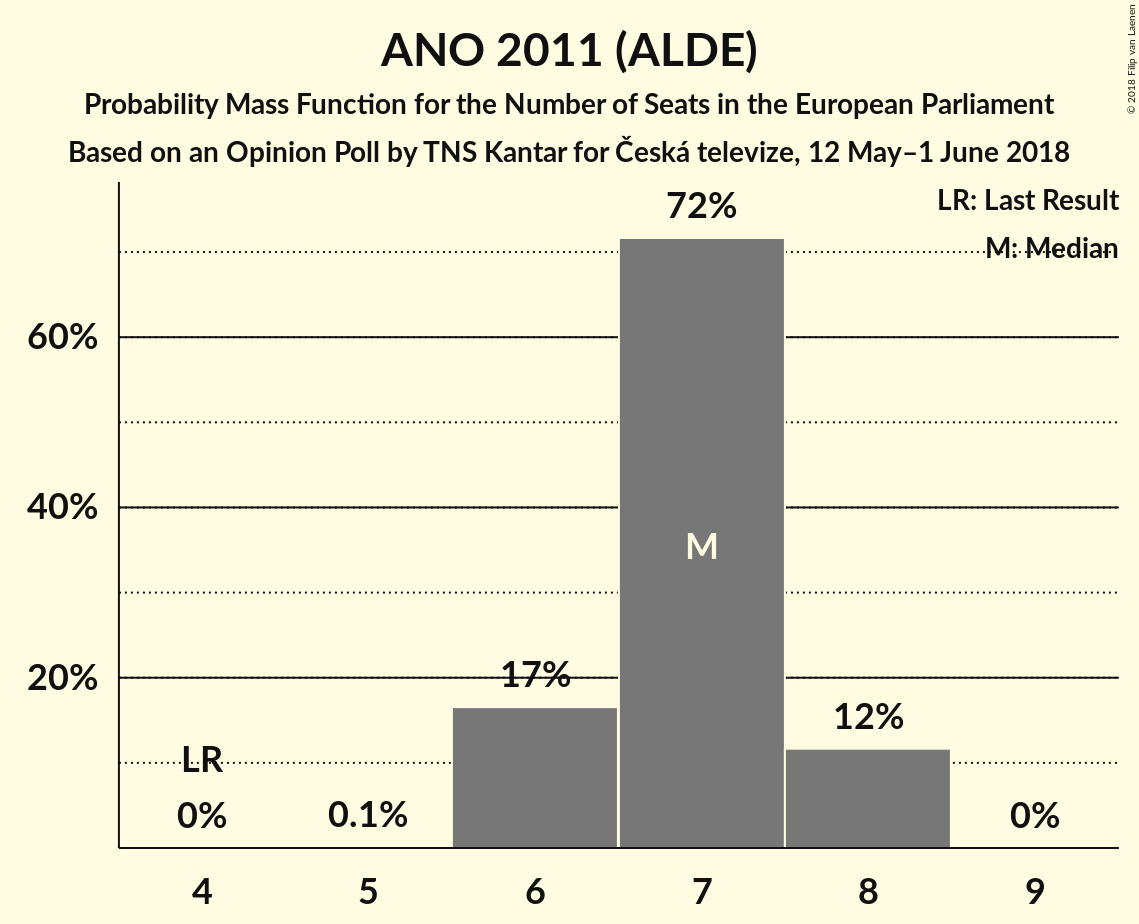 ANO 2011 (ALDE)
Probability Mass Function for the Number of Seats in the European Parliament
Based on an Opinion Poll by TNS Kantar for Česká televize, 12 May–1 June 2018
© 2018 Filip van Laenen
LR: Last Result
M: Median
72%
60%
40%
M
20%
17%
12%
LR
0%
0.1%
0%
4 5 6 7 8 9